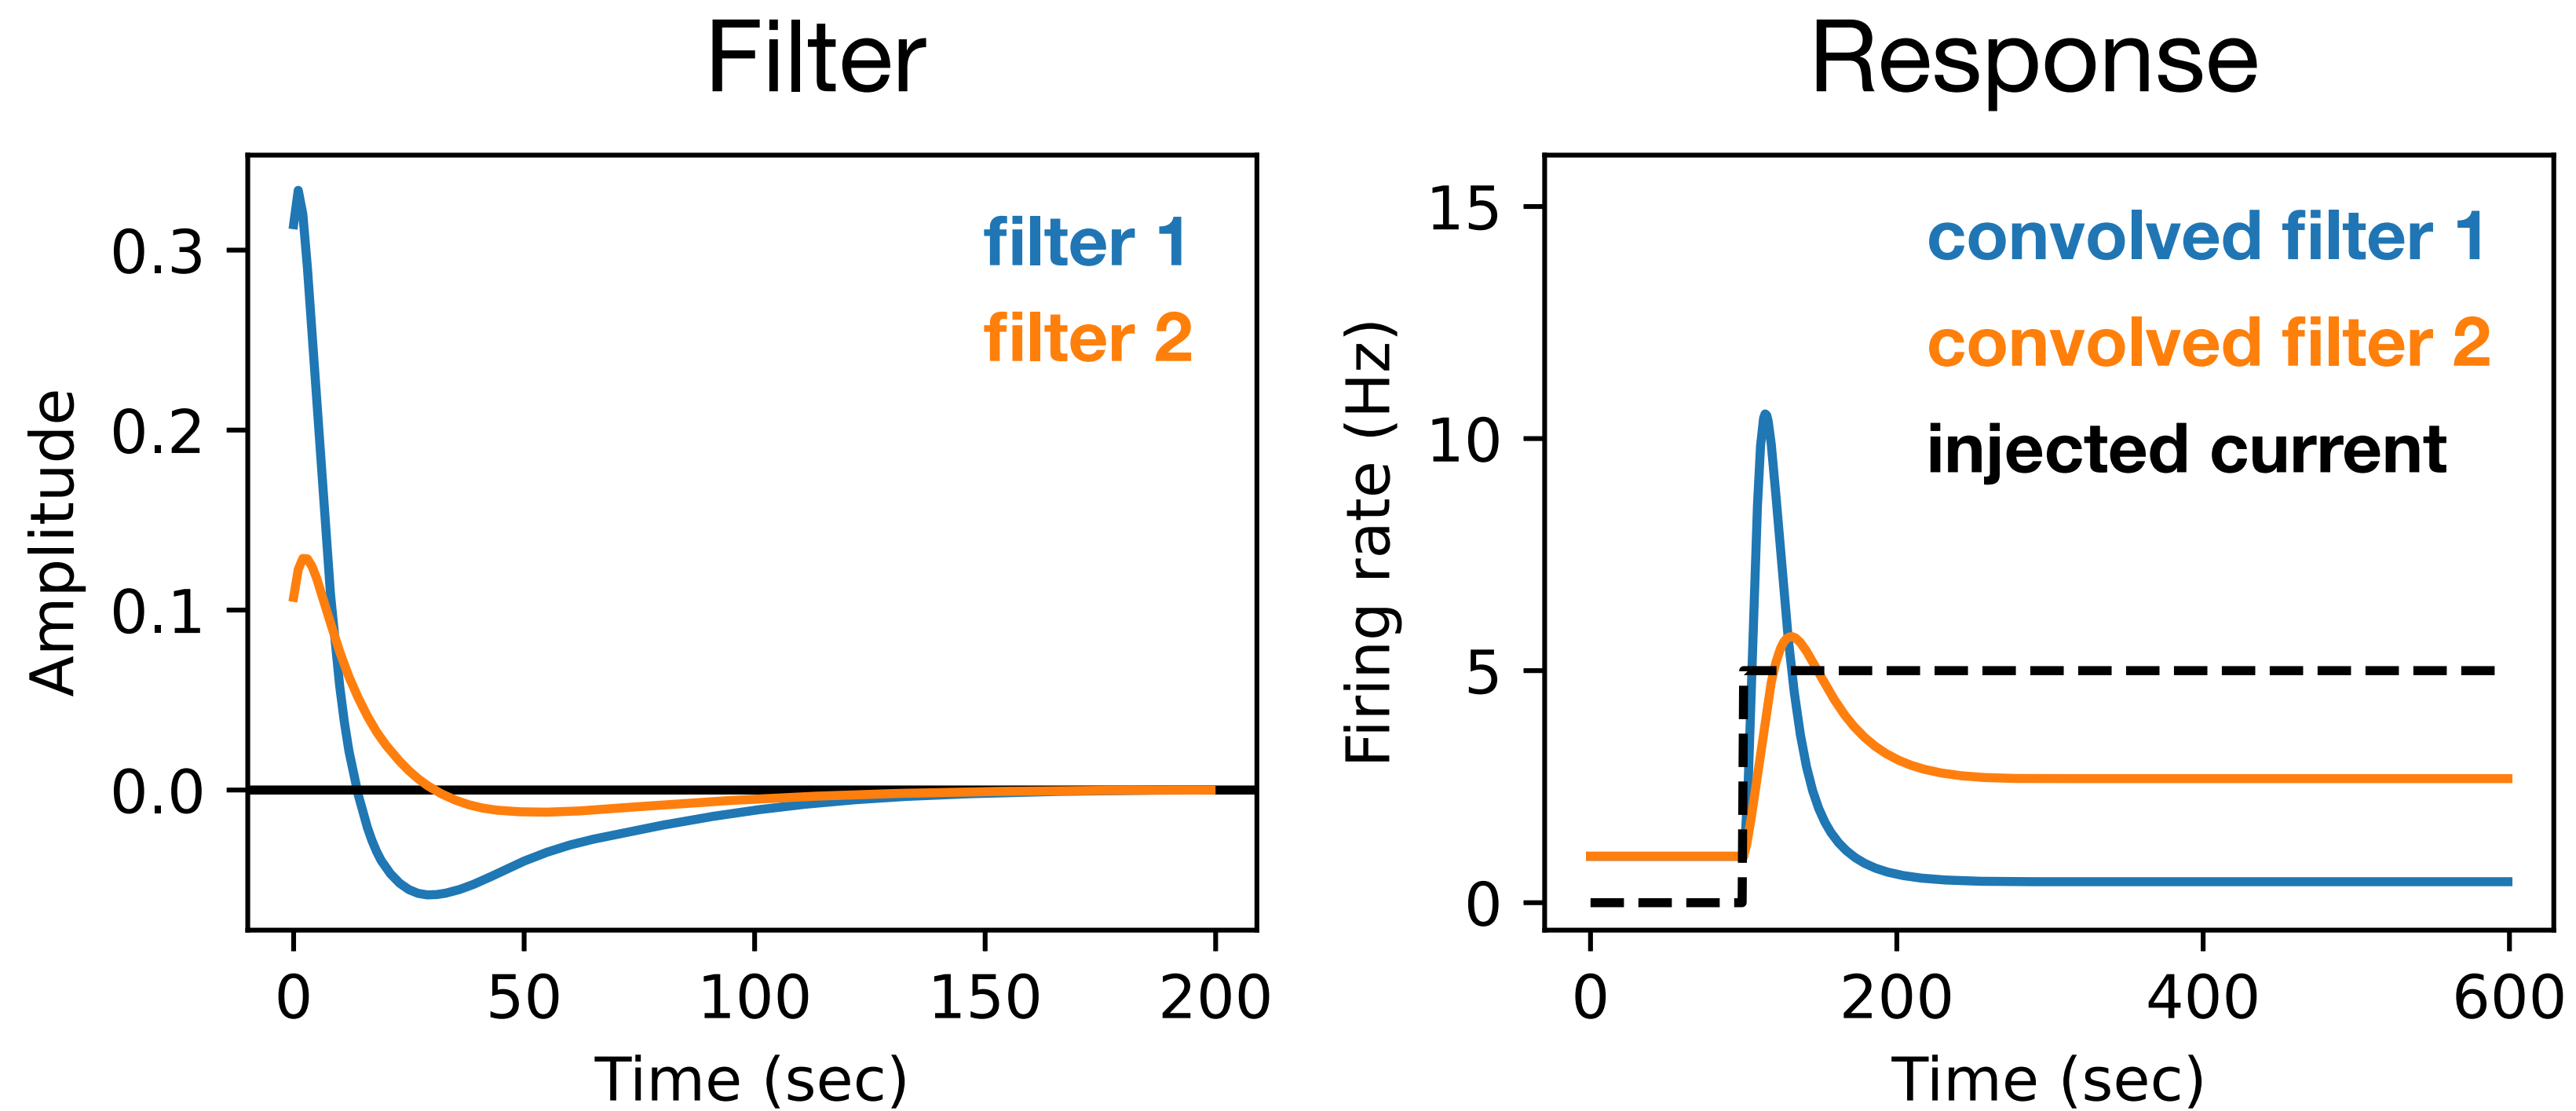 Filter
Amplitude
0.3
0.2
0.1
0.0
filter 1
filter 2
0 50 100 150 200
Time (sec)
Response
Firing rate (Hz)
15
10
5
0
convolved filter 1
convolved filter 2
injected current
0 200 400 600
Time (sec)